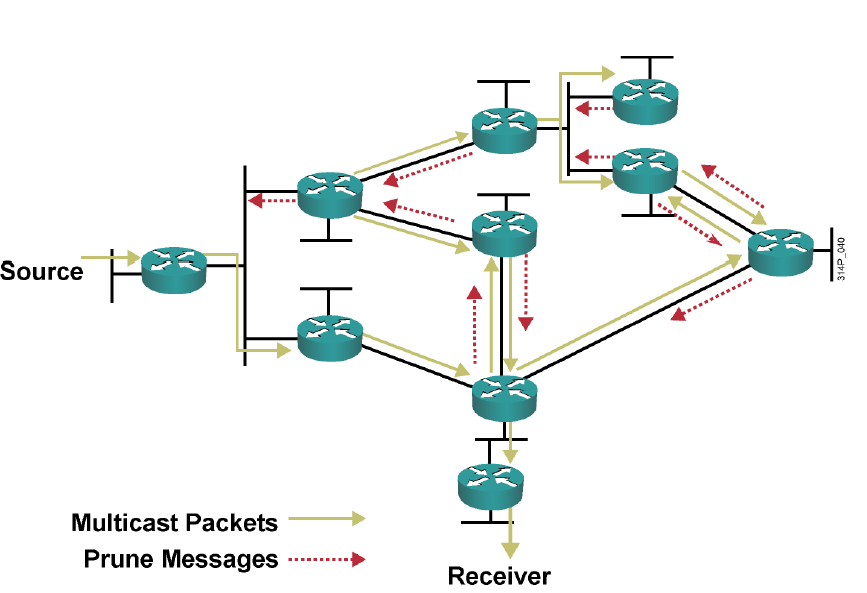 Source
314P_040
Multicast Packets
Prune Messages
Receiver